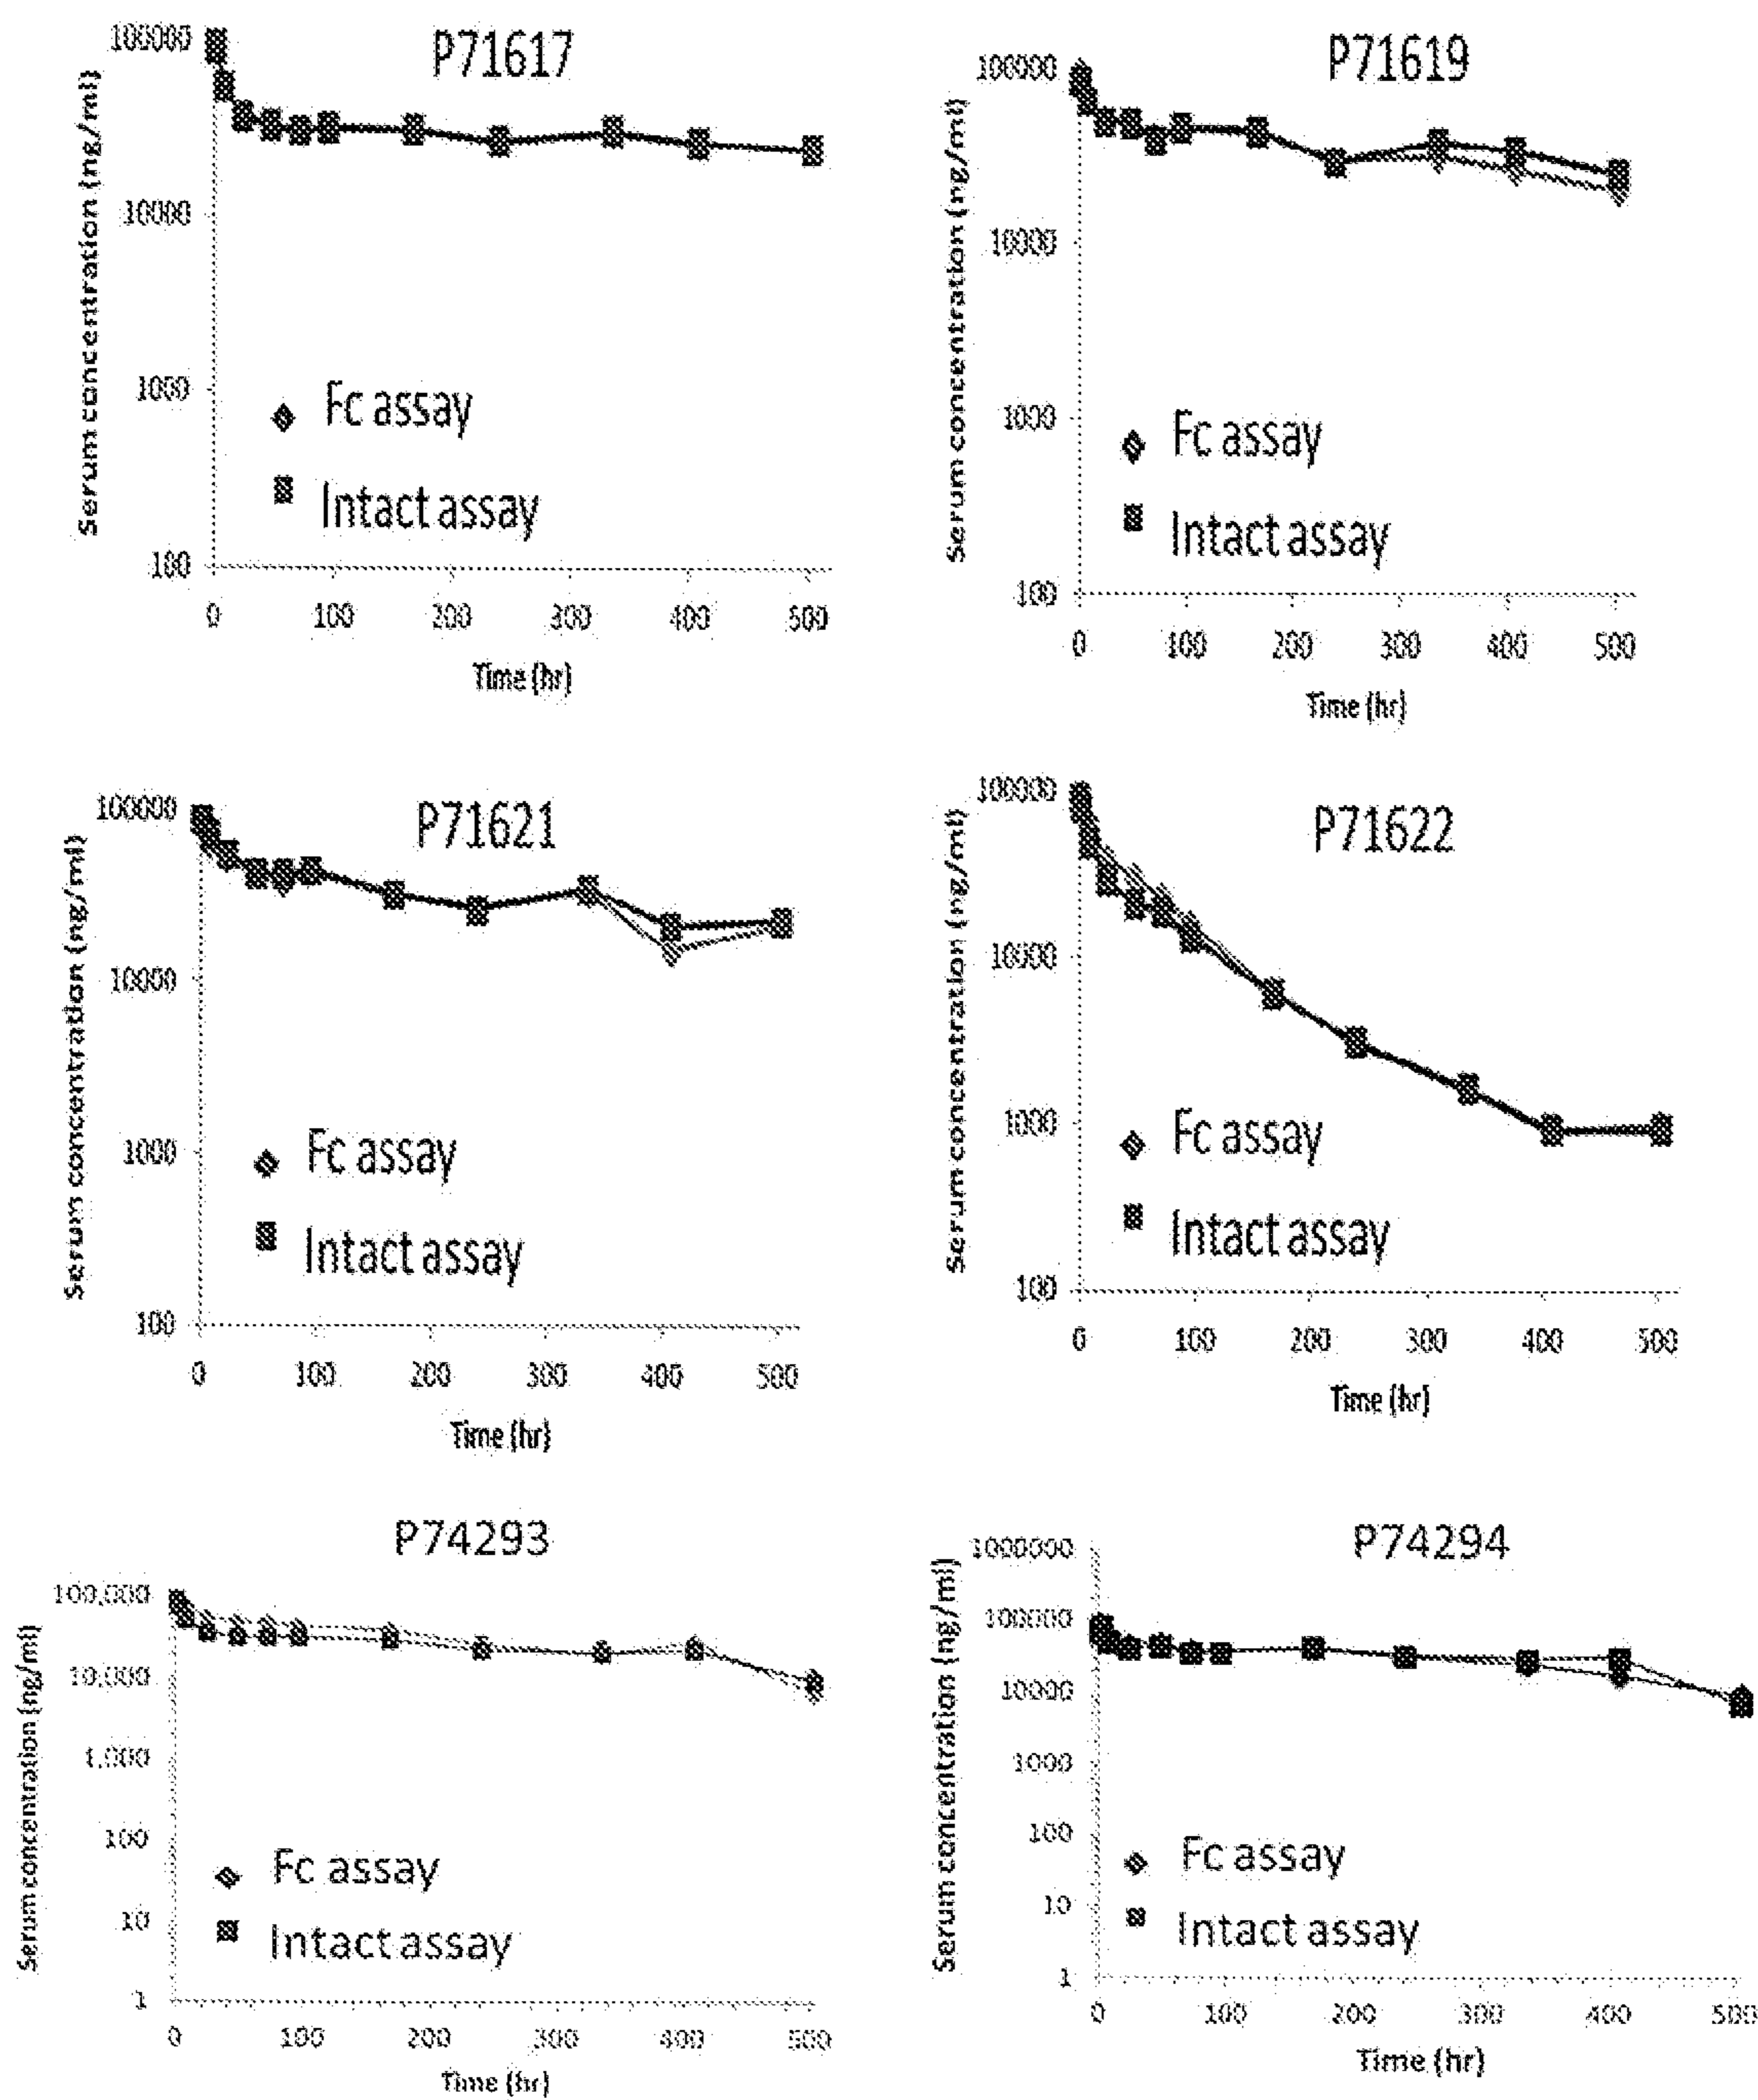 P71617
Serum concentration (ng/ml)
100000
10000
1000
100
Fc assay
Intact assay
0 100 200 300 400 500
Time (hr)
P71619
Serum concentration (ng/ml)
100000
10000
1000
100
Fc assay
Intact assay
0 100 200 300 400 500
Time (hr)
P71621
Serum concentration (ng/ml)
100000
10000
1000
100
Fc assay
Intact assay
0 100 200 300 400 500
Time (hr)
P71622
Serum concentration (ng/ml)
100000
10000
1000
100
Fc assay
Intact assay
0 100 200 300 400 500
Time (hr)
P74293
Serum concentration (ng/ml)
100,000
10,000
1,000
100
10
1
Fc assay
Intact assay
0 100 200 300 400 500
Time (hr)
P74294
Serum concentration (ng/ml)
1000000
100000
10000
1000
100
10
1
Fc assay
Intact assay
0 100 200 300 400 500
Time (hr)